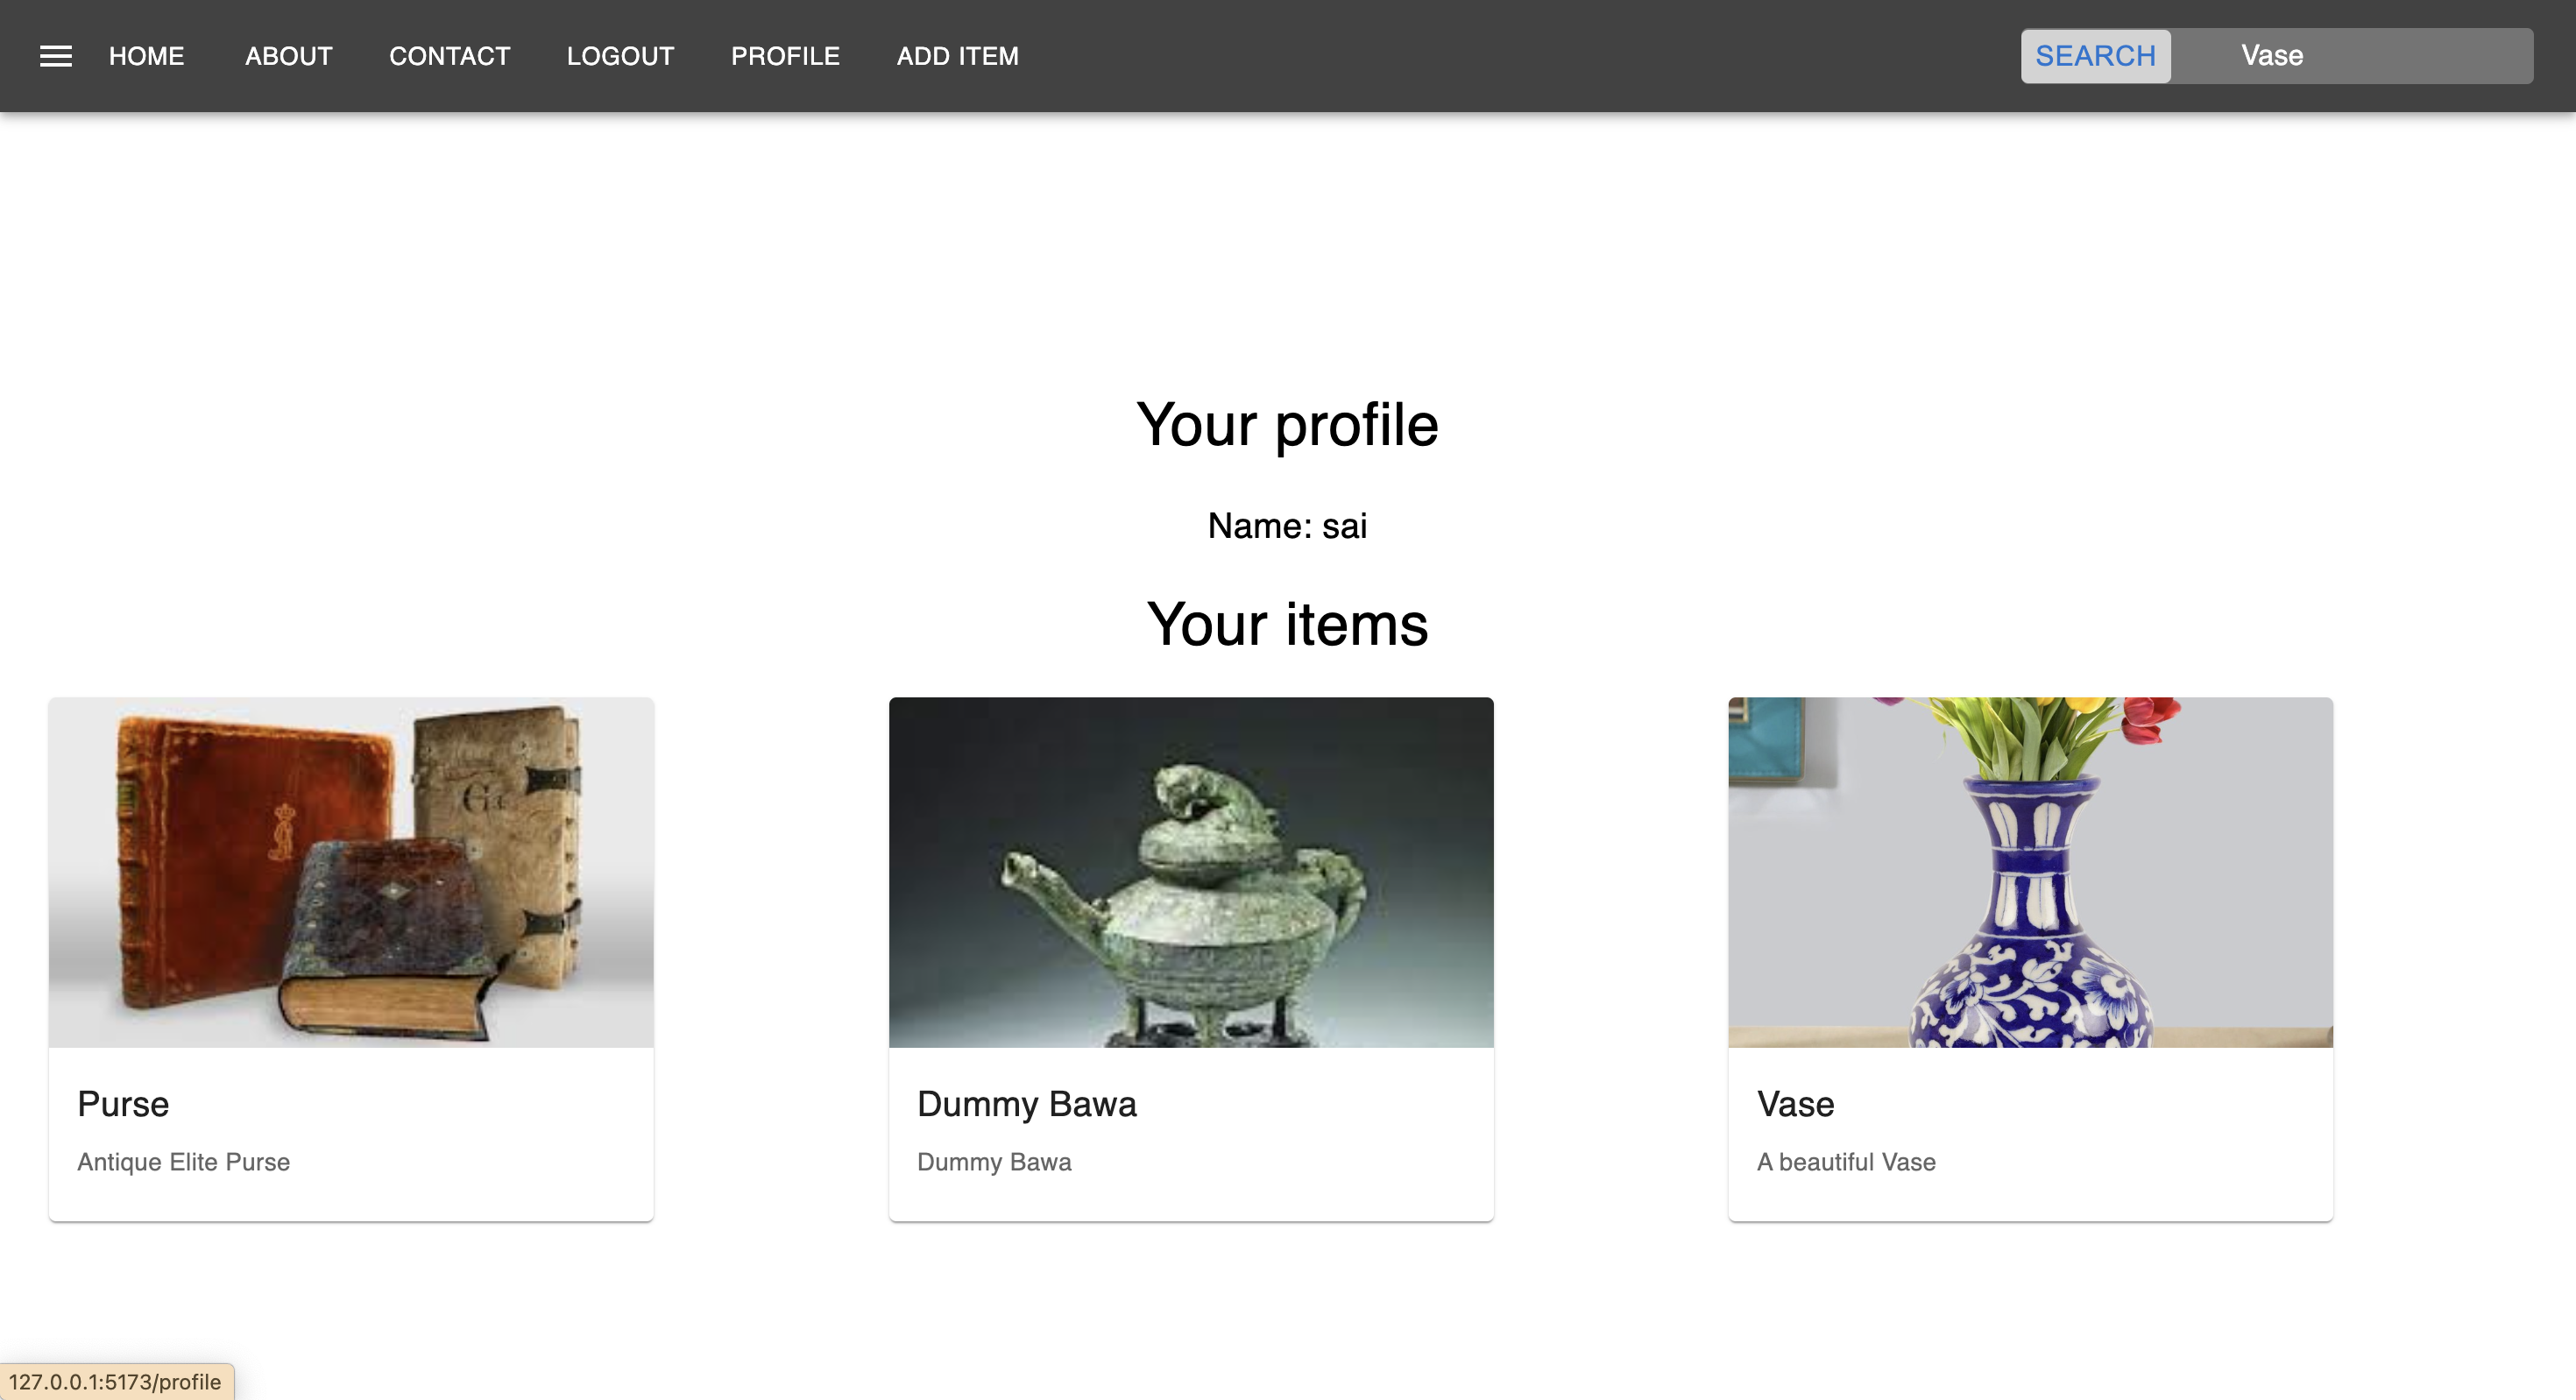 HOME ABOUT CONTACT LOGOUT PROFILE ADD ITEM SEARCH Vase
Your profile
Name: sai
Your items
Purse
Antique Elite Purse
Dummy Bawa
Dummy Bawa
Vase
A beautiful Vase
127.0.0.1:5173/profile